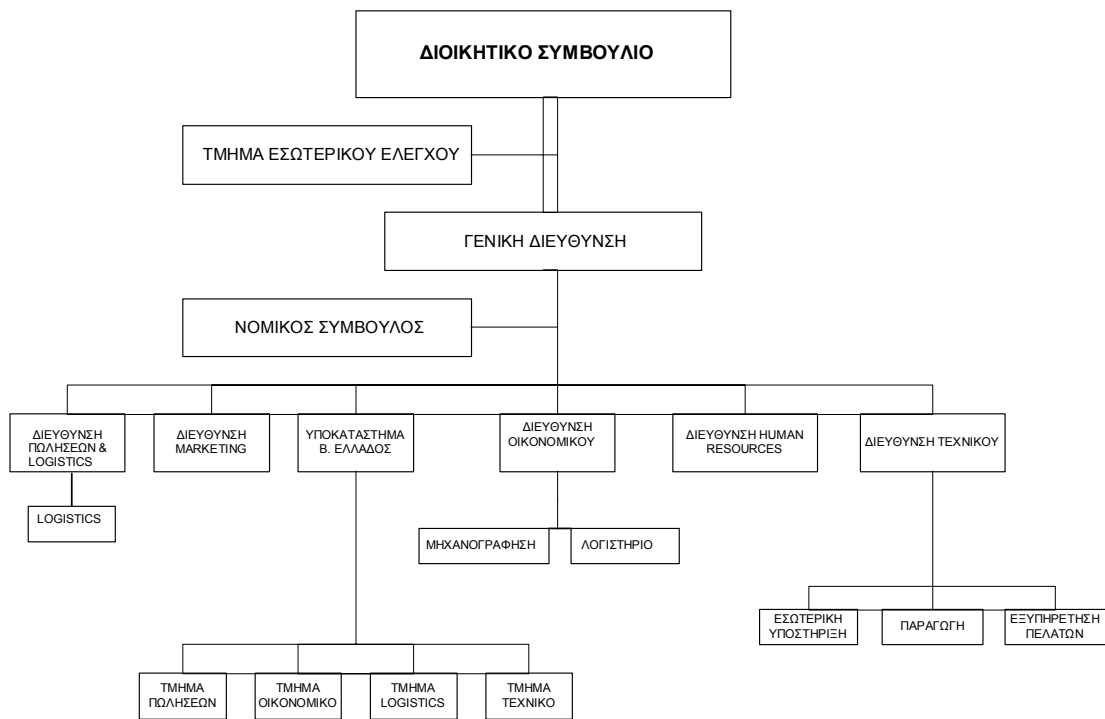 ΔΙΟΙΚΗΤΙΚΟ ΣΥΜΒΟΥΛΙΟ
ΤΜΗΜΑ ΕΣΩΤΕΡΙΚΟΥ ΕΛΕΓΧΟΥ
ΓΕΝΙΚΗ ΔΙΕΥΘΥΝΣΗ
ΝΟΜΙΚΟΣ ΣΥΜΒΟΥΛΟΣ
ΔΙΕΥΘΥΝΣΗ
ΠΩΛΗΣΕΩΝ &
LOGISTICS
ΔΙΕΥΘΥΝΣΗ
MARKETING
ΥΠΟΚΑΤΑΣΤΗΜΑ
Β. ΕΛΛΑΔΟΣ
ΔΙΕΥΘΥΝΣΗ
ΟΙΚΟΝΟΜΙΚΟΥ
ΔΙΕΥΘΥΝΣΗ HUMAN
RESOURCES
ΔΙΕΥΘΥΝΣΗ ΤΕΧΝΙΚΟΥ
LOGISTICS
ΜΗΧΑΝΟΓΡΑΦΗΣΗ
ΛΟΓΙΣΤΗΡΙΟ
ΕΣΩΤΕΡΙΚΗ
ΥΠΟΣΤΗΡΙΞΗ
ΠΑΡΑΓΩΓΗ
ΕΞΥΠΗΡΕΤΗΣΗ
ΠΕΛΑΤΩΝ
ΤΜΗΜΑ
ΠΩΛΗΣΕΩΝ
ΤΜΗΜΑ
ΟΙΚΟΝΟΜΙΚΟ
ΤΜΗΜΑ
LOGISTICS
ΤΜΗΜΑ
ΤΕΧΝΙΚΟ